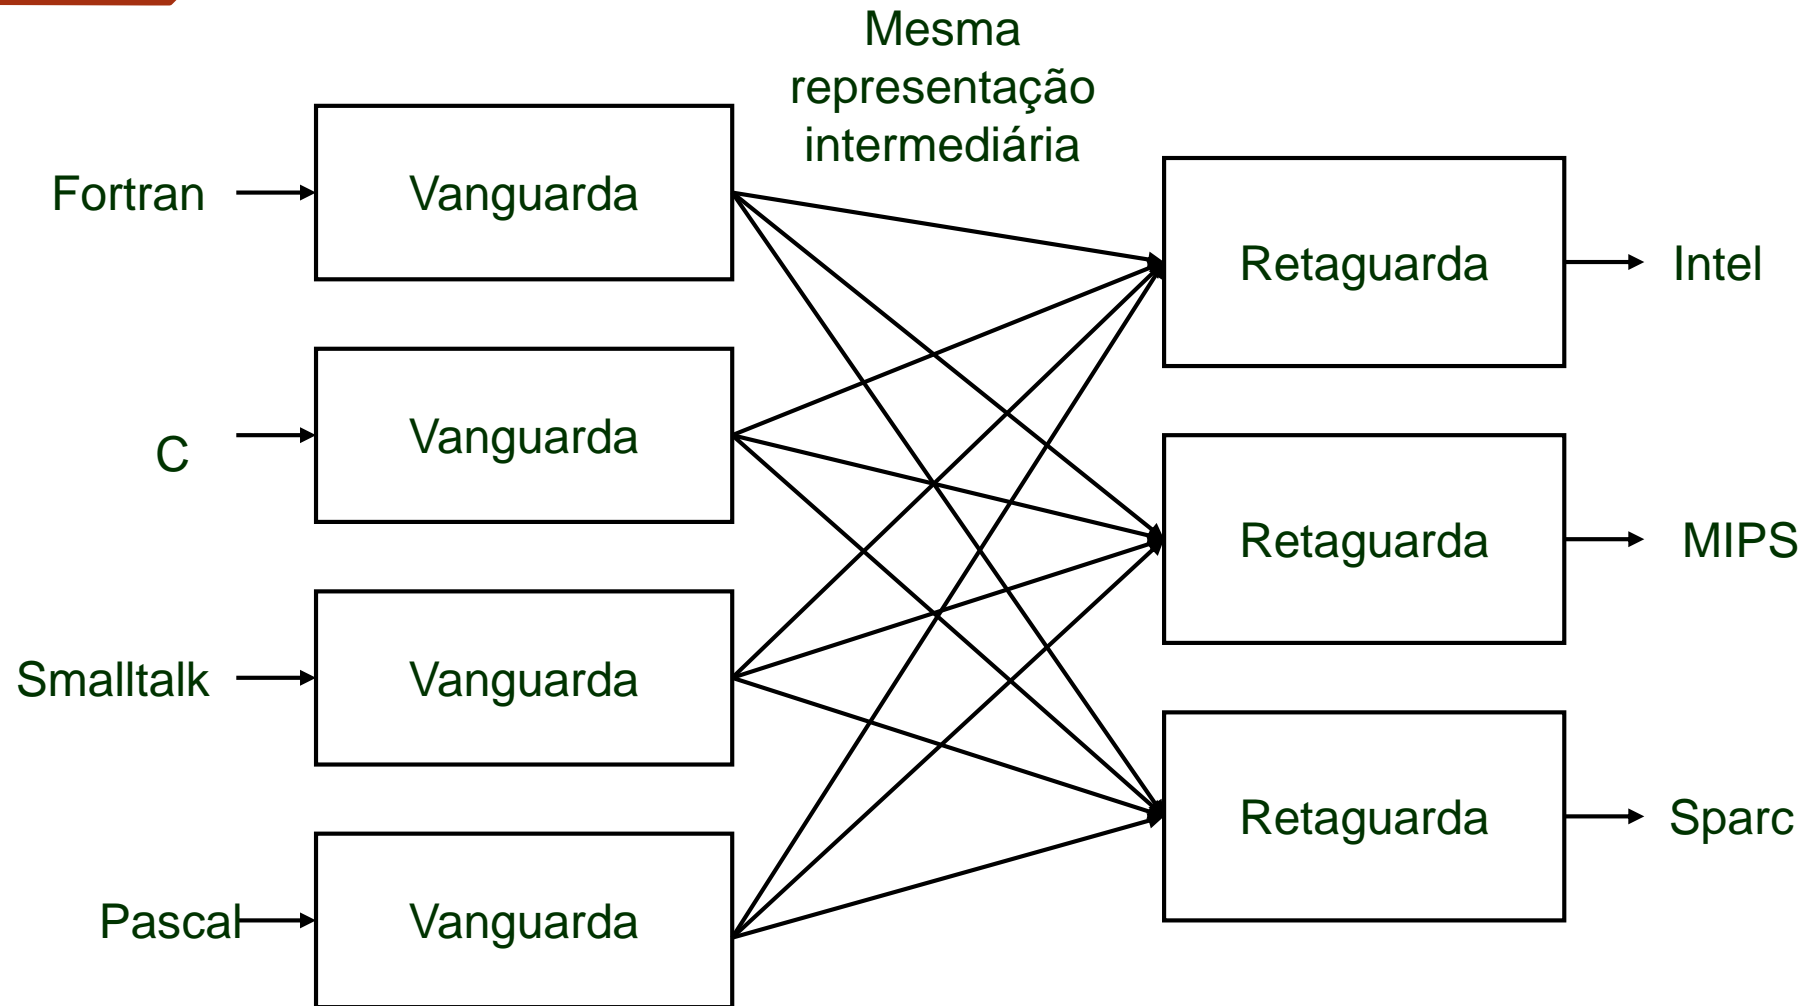 Mesma
representação
intermediária
Fortran
Vanguarda
Retaguarda
Intel
C
Vanguarda
Retaguarda
MIPS
Smalltalk
Vanguarda
Retaguarda
Sparc
Pascal
Vanguarda